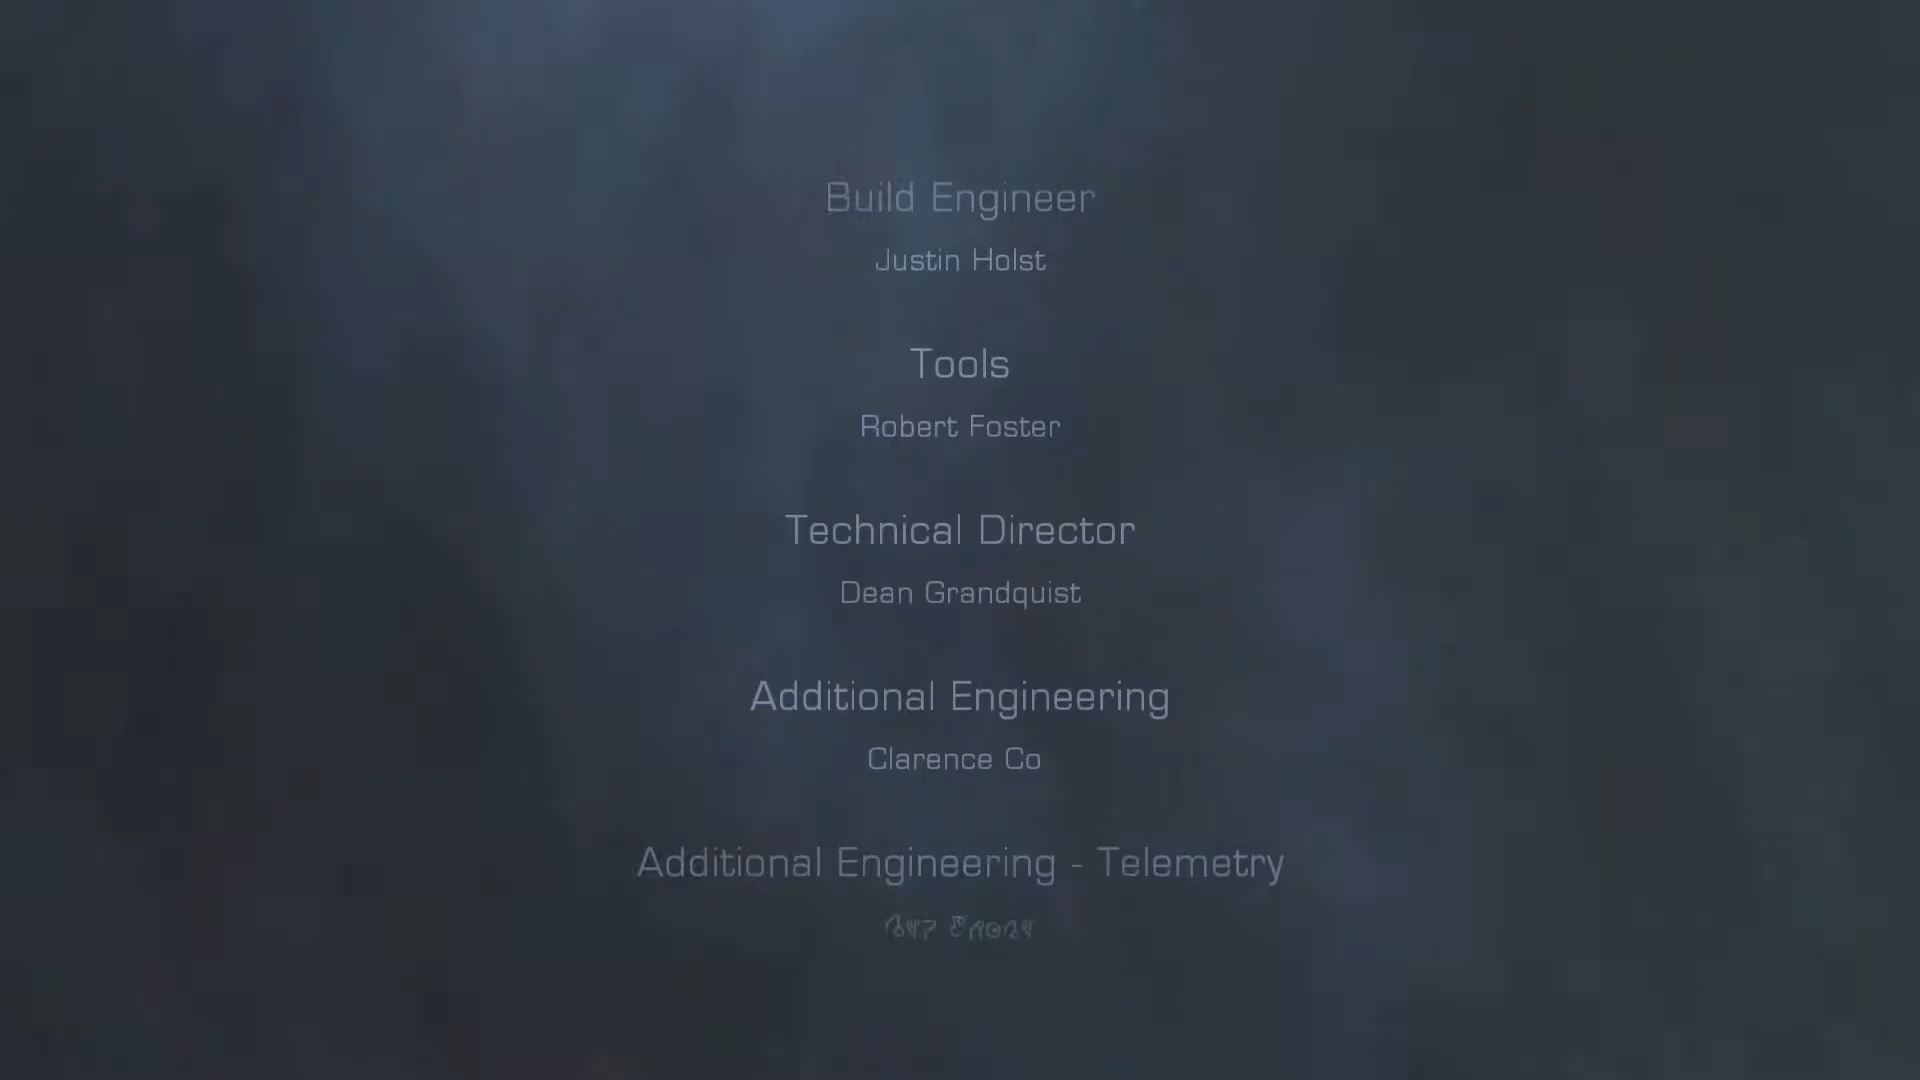 Build Engineer
Justin Holst
Tools
Robert Foster
Technical Director
Dean Grandquist
Additional Engineering
Clarence Co
Additional Engineering - Telemetry